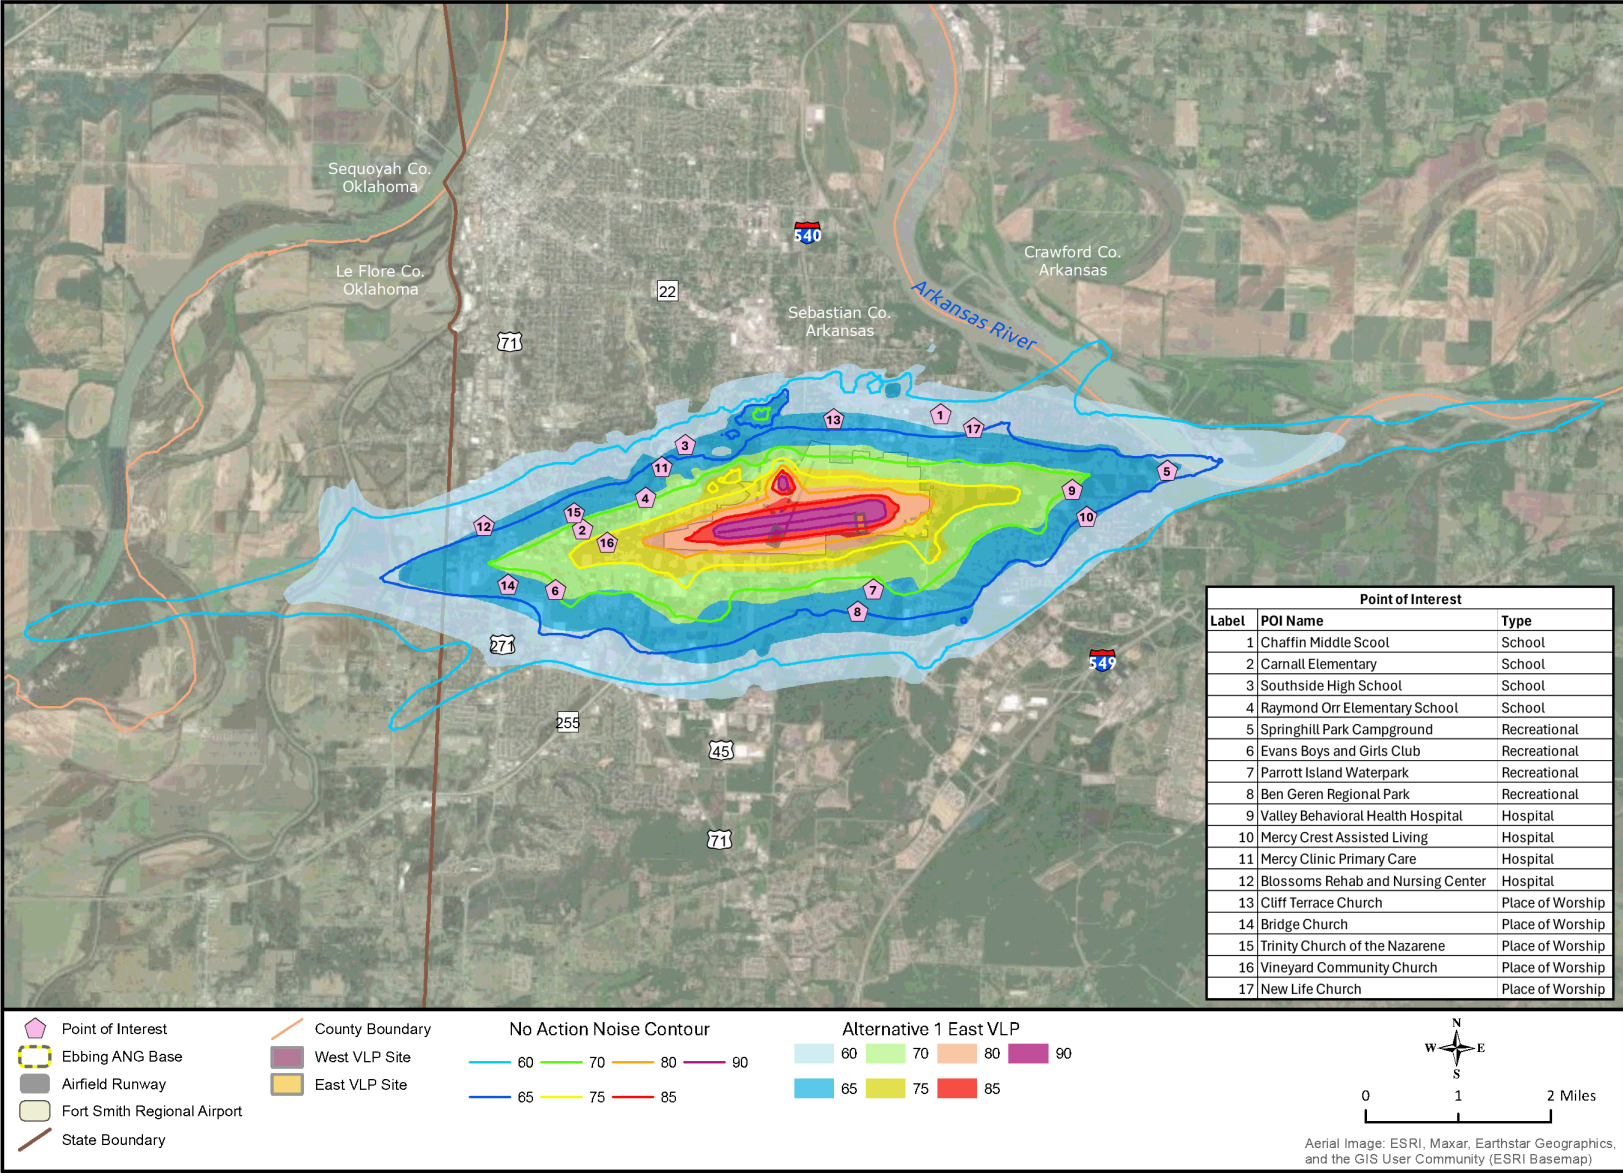 Sequoyah Co.
Oklahoma
Le Flore Co.
Oklahoma
540
22
71
Sebastian Co.
Arkansas
Crawford Co.
Arkansas
Arkansas River
1
13
17
3
11
5
4
9
15
12
2
10
16
14
6
7
8
271
549
255
45
71
Point of Interest
Label POI Name Type
1 Chaffin Middle Scool School
2 Carnall Elementary School
3 Southside High School School
4 Raymond Orr Elementary School School
5 Springhill Park Campground Recreational
6 Evans Boys and Girls Club Recreational
7 Parrott Island Waterpark Recreational
8 Ben Geren Regional Park Recreational
9 Valley Behavioral Health Hospital Hospital
10 Mercy Crest Assisted Living Hospital
11 Mercy Clinic Primary Care Hospital
12 Blossoms Rehab and Nursing Center Hospital
13 Cliff Terrace Church Place of Worship
14 Bridge Church Place of Worship
15 Trinity Church of the Nazarene Place of Worship
16 Vineyard Community Church Place of Worship
17 New Life Church Place of Worship
Point of Interest
Ebbing ANG Base
Airfield Runway
Fort Smith Regional Airport
State Boundary
County Boundary
West VLP Site
East VLP Site
No Action Noise Contour
60 70 80 90
65 75 85
Alternative 1 East VLP
60 70 80 90
65 75 85
N
W E
S
0 1 2 Miles
Aerial Image: ESRI, Maxar, Earthstar Geographics,
and the GIS User Community (ESRI Basemap)